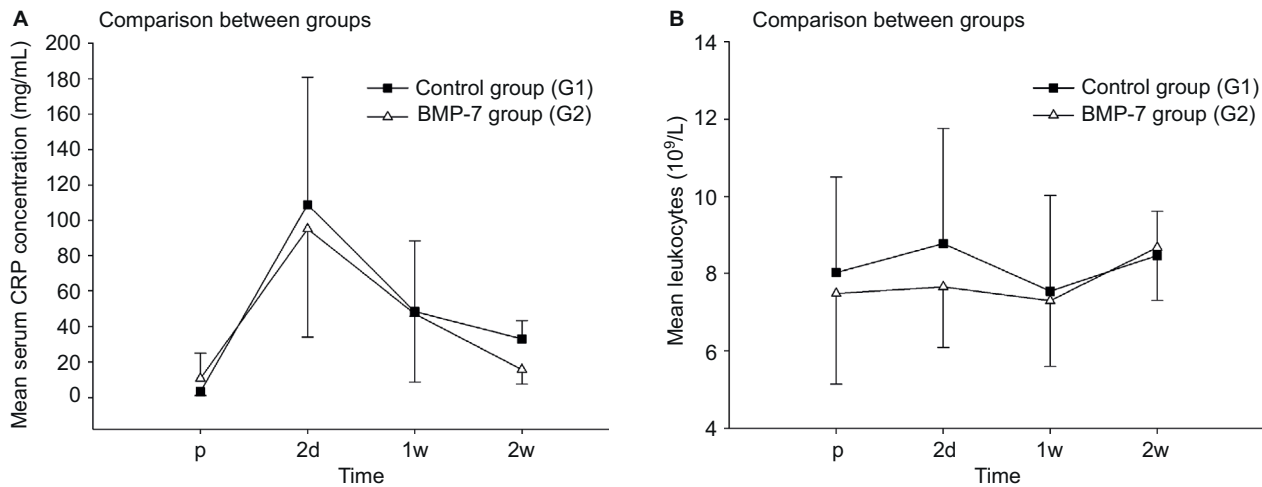 A Comparison between groups
Mean serum CRP concentration (mg/mL)
200
180
160
140
120
100
80
60
40
20
0
Control group (G1)
BMP-7 group (G2)
p 2d 1w 2w
Time
B Comparison between groups
Mean leukocytes (10⁹/L)
14
12
10
8
6
4
Control group (G1)
BMP-7 group (G2)
p 2d 1w 2w
Time